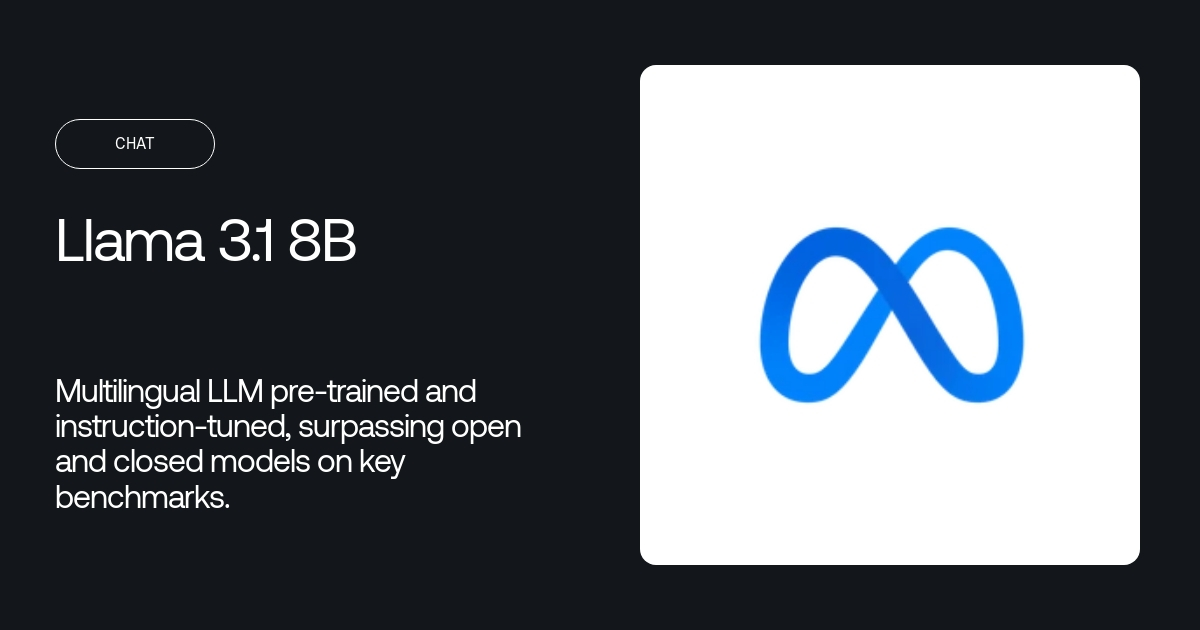 CHAT
Llama 3.1 8B
Multilingual LLM pre-trained and
instruction-tuned, surpassing open
and closed models on key
benchmarks.